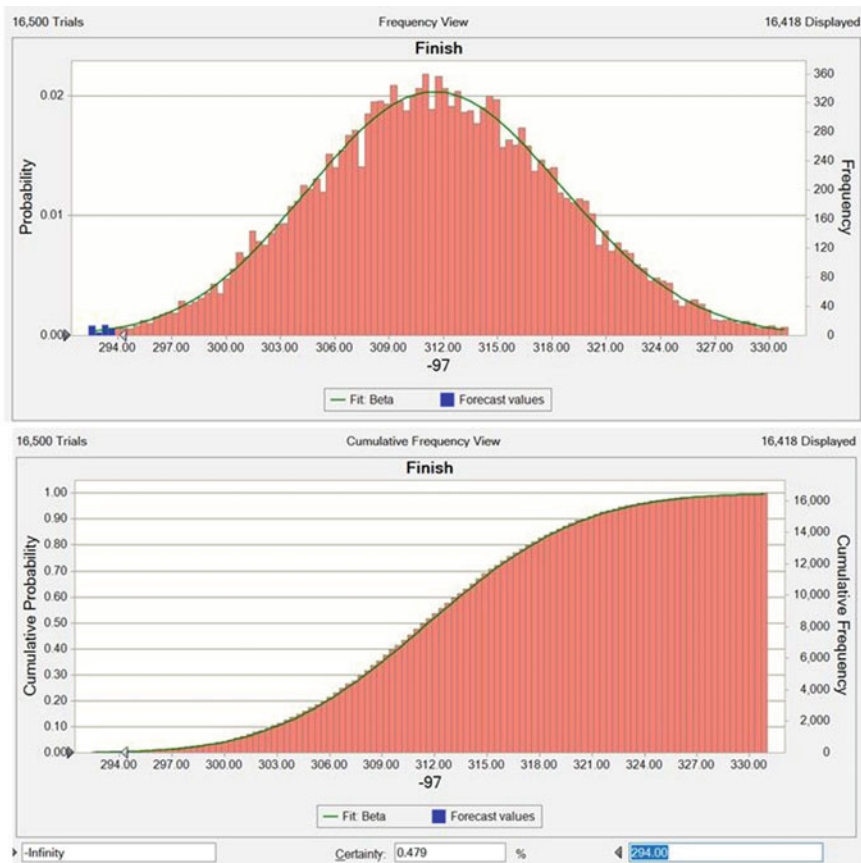 16,500 Trials Frequency View 16,418 Displayed
Finish
Probability
0.02
0.01
0.00
360
320
280
240
200
160
120
80
40
0
Frequency
294.00 297.00 300.00 303.00 306.00 309.00 312.00 315.00 318.00 321.00 324.00 327.00 330.00
-97
Fit: Beta Forecast values
16,500 Trials Cumulative Frequency View 16,418 Displayed
Finish
Cumulative Probability
1.00
0.90
0.80
0.70
0.60
0.50
0.40
0.30
0.20
0.10
0.00
16,000
14,000
12,000
10,000
8,000
6,000
4,000
2,000
0
Cumulative Frequency
294.00 297.00 300.00 303.00 306.00 309.00 312.00 315.00 318.00 321.00 324.00 327.00 330.00
-97
Fit: Beta Forecast values
-Infinity Certainty: 0.479 % 294.00